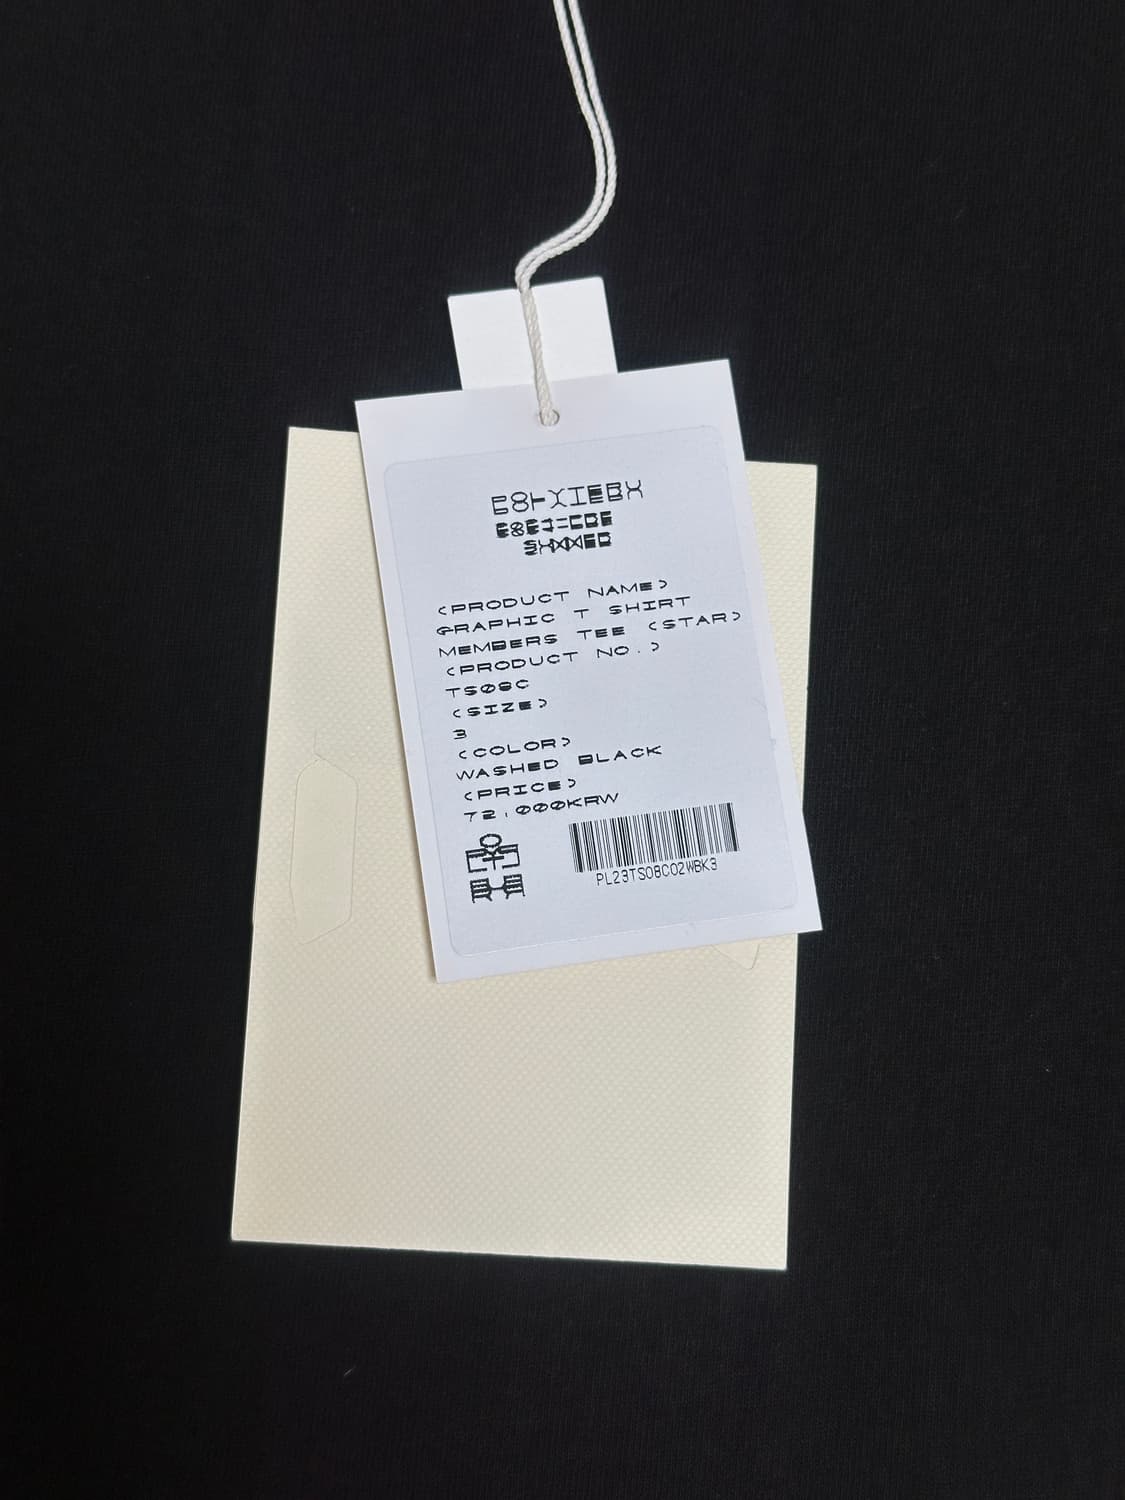 <PRODUCT NAME>
GRAPHIC T SHIRT
MEMBERS TEE <STAR>
<PRODUCT NO.>
TS08C
<SIZE>
3
<COLOR>
WASHED BLACK
<PRICE>
72,000KRW
PL23TS08C02WBK3